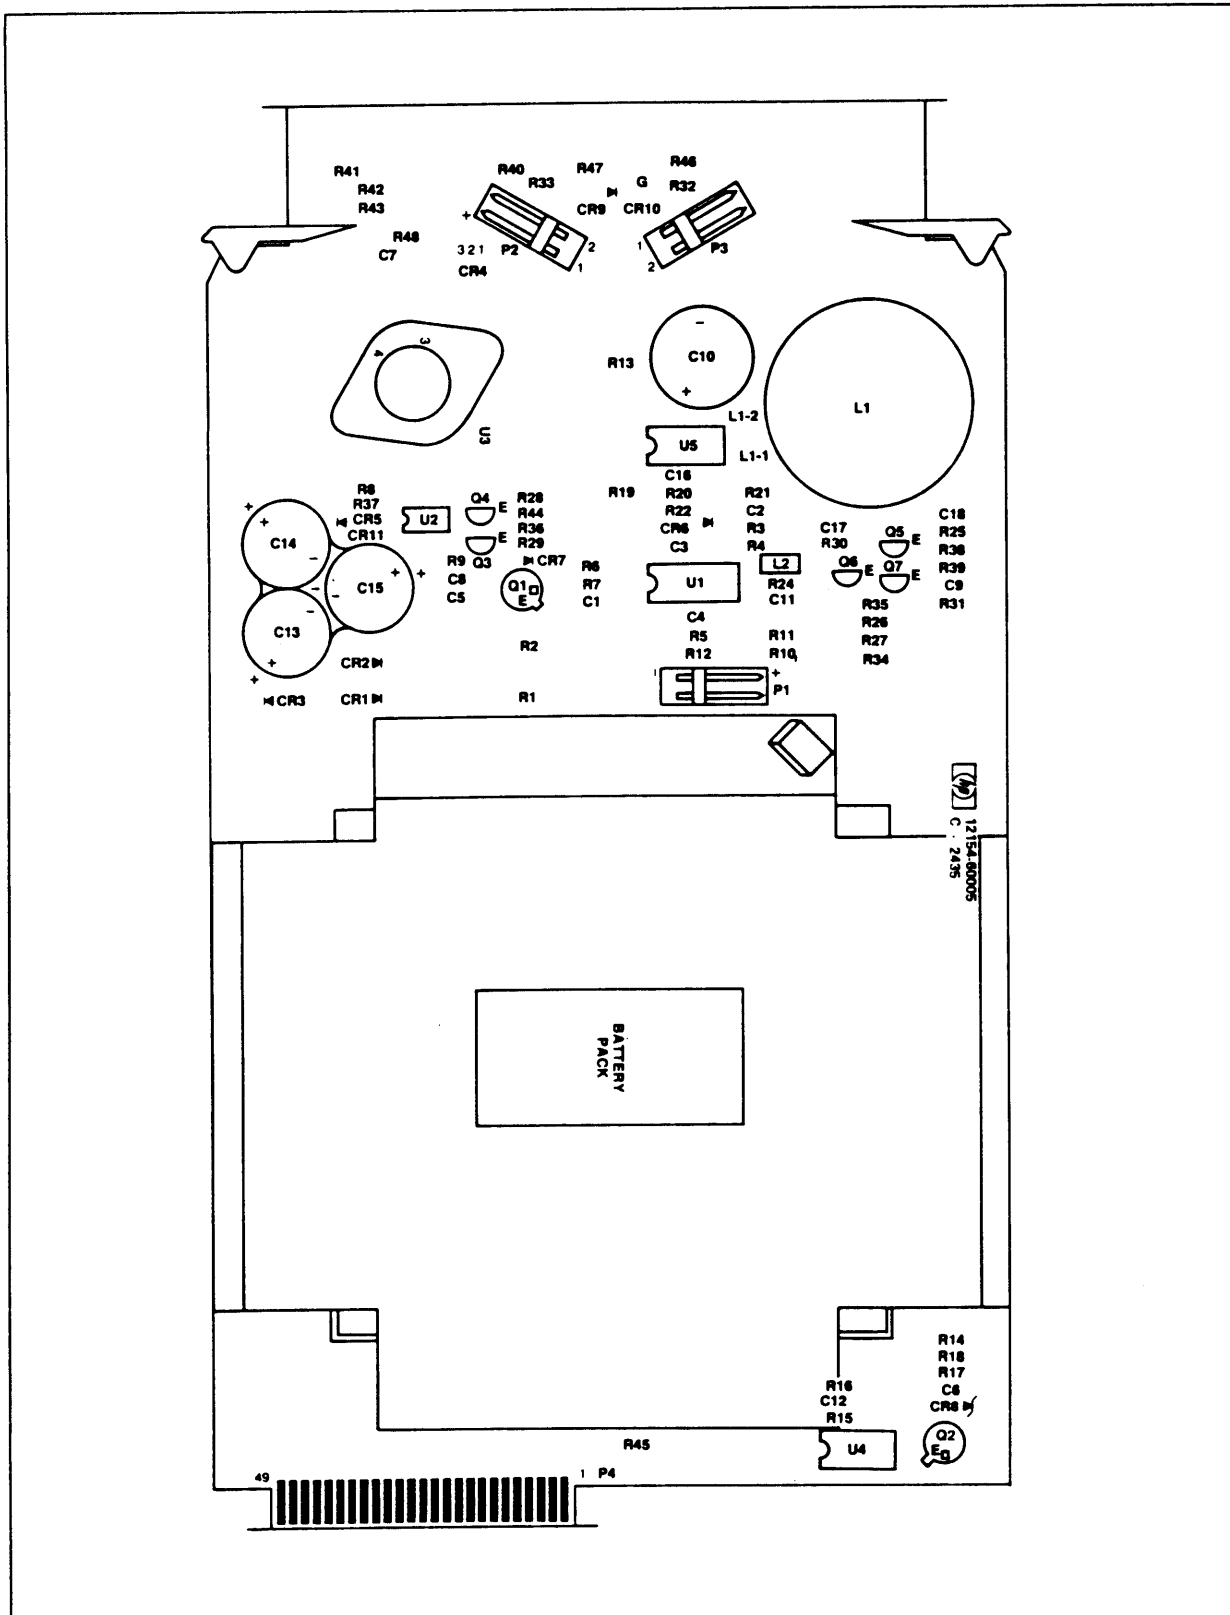 R41
R42
R43
R40
R33
R47
R46
G
R32
CR9
CR10
+
R48
C7
3 2 1
P2
2
1
CR4
1
2
P3
3
4
U3
R13
−
C10
+
L1
L1-2
U5
L1-1
C16
R19
R20
R21
R22
C2
CR6
R3
C3
R4
R8
R37
CR5
CR11
U2
Q4
E
R28
R44
R36
R29
E
Q3
CR7
C17
R30
Q5
E
C18
R25
R38
R39
C9
R31
+
+
C14
−
C15
+
+
−
−
C13
−
+
+
R9
C8
C5
Q1
E
R6
R7
C1
U1
L2
R24
C11
Q6
E
Q7
E
R35
R26
R27
R34
C4
R5
R12
R11
R10
R2
CR2
CR3
CR1
R1
1
+
P1
hp
12154-60005
C - 2435
BATTERY
PACK
R14
R18
R17
C6
CR8
R16
C12
R15
U4
Q2
E
R45
49
1
P4